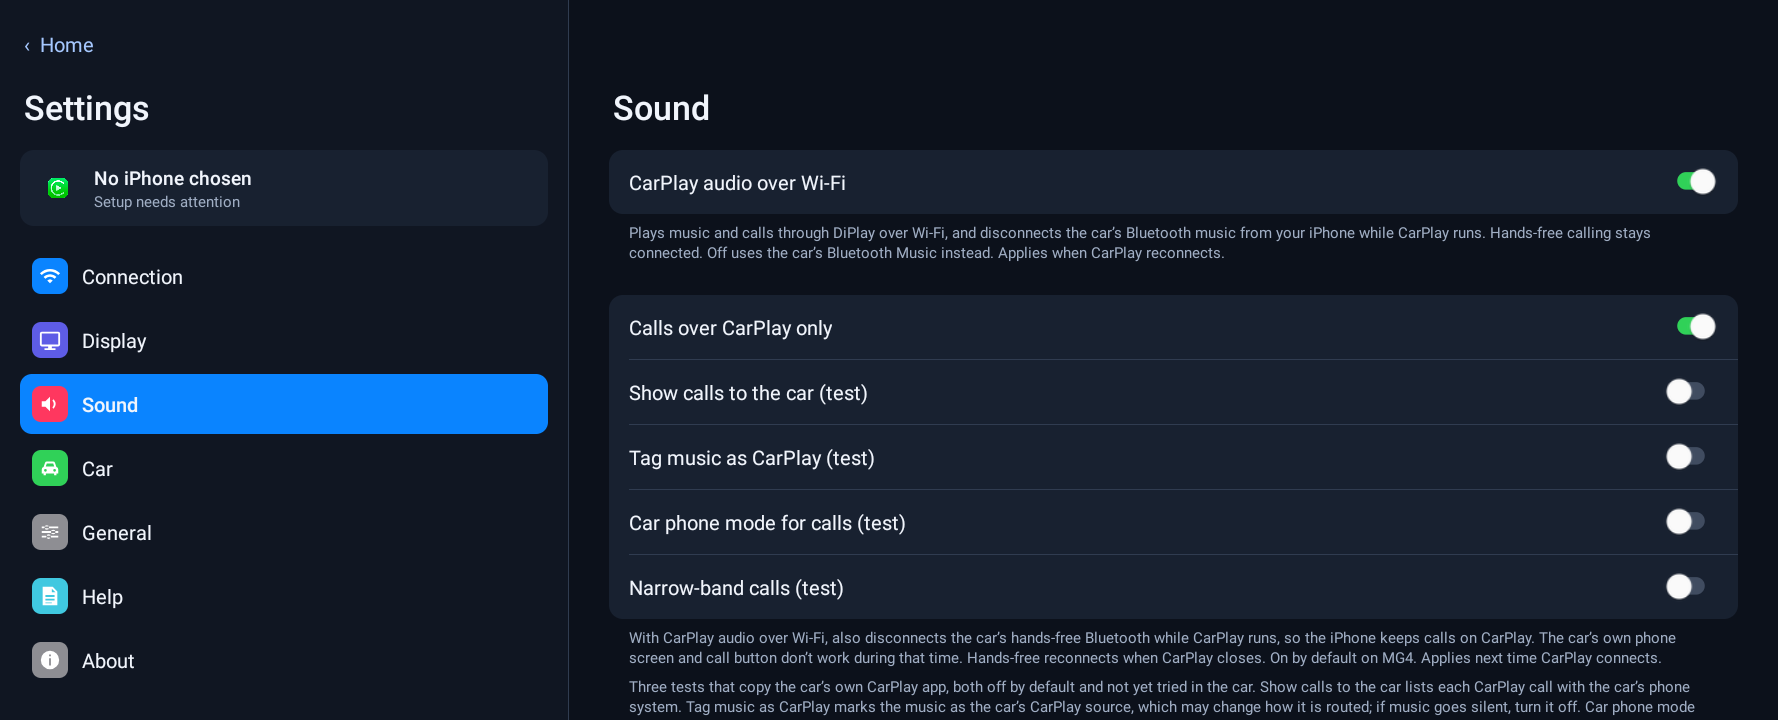 ‹ Home
Settings
No iPhone chosen
Setup needs attention
Connection
Display
Sound
Car
General
Help
About
Sound
CarPlay audio over Wi-Fi
Plays music and calls through DiPlay over Wi-Fi, and disconnects the car’s Bluetooth music from your iPhone while CarPlay runs. Hands-free calling stays
connected. Off uses the car’s Bluetooth Music instead. Applies when CarPlay reconnects.
Calls over CarPlay only
Show calls to the car (test)
Tag music as CarPlay (test)
Car phone mode for calls (test)
Narrow-band calls (test)
With CarPlay audio over Wi-Fi, also disconnects the car’s hands-free Bluetooth while CarPlay runs, so the iPhone keeps calls on CarPlay. The car’s own phone
screen and call button don’t work during that time. Hands-free reconnects when CarPlay closes. On by default on MG4. Applies next time CarPlay connects.
Three tests that copy the car’s own CarPlay app, both off by default and not yet tried in the car. Show calls to the car lists each CarPlay call with the car’s phone
system. Tag music as CarPlay marks the music as the car’s CarPlay source, which may change how it is routed; if music goes silent, turn it off. Car phone mode